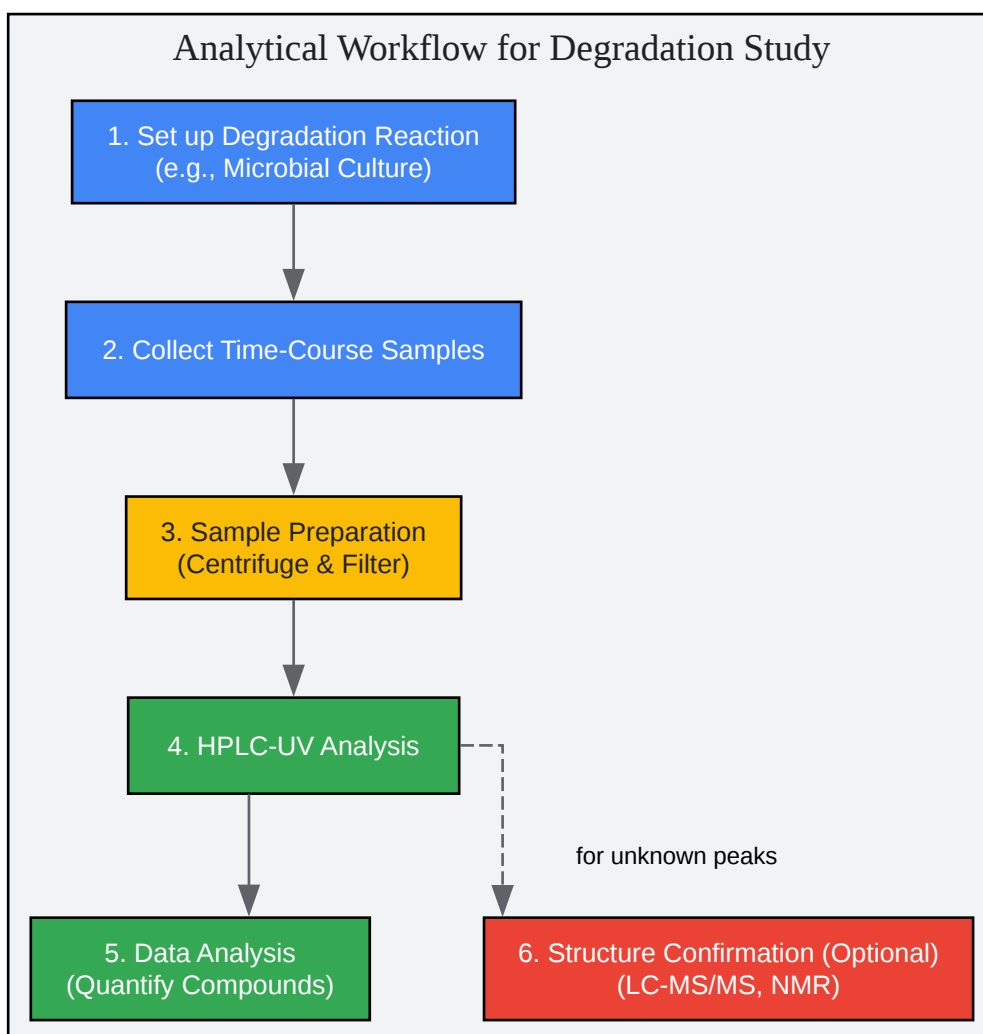 Analytical Workflow for Degradation Study
1. Set up Degradation Reaction
(e.g., Microbial Culture)
2. Collect Time-Course Samples
3. Sample Preparation
(Centrifuge & Filter)
4. HPLC-UV Analysis
for unknown peaks
5. Data Analysis
(Quantify Compounds)
6. Structure Confirmation (Optional)
(LC-MS/MS, NMR)